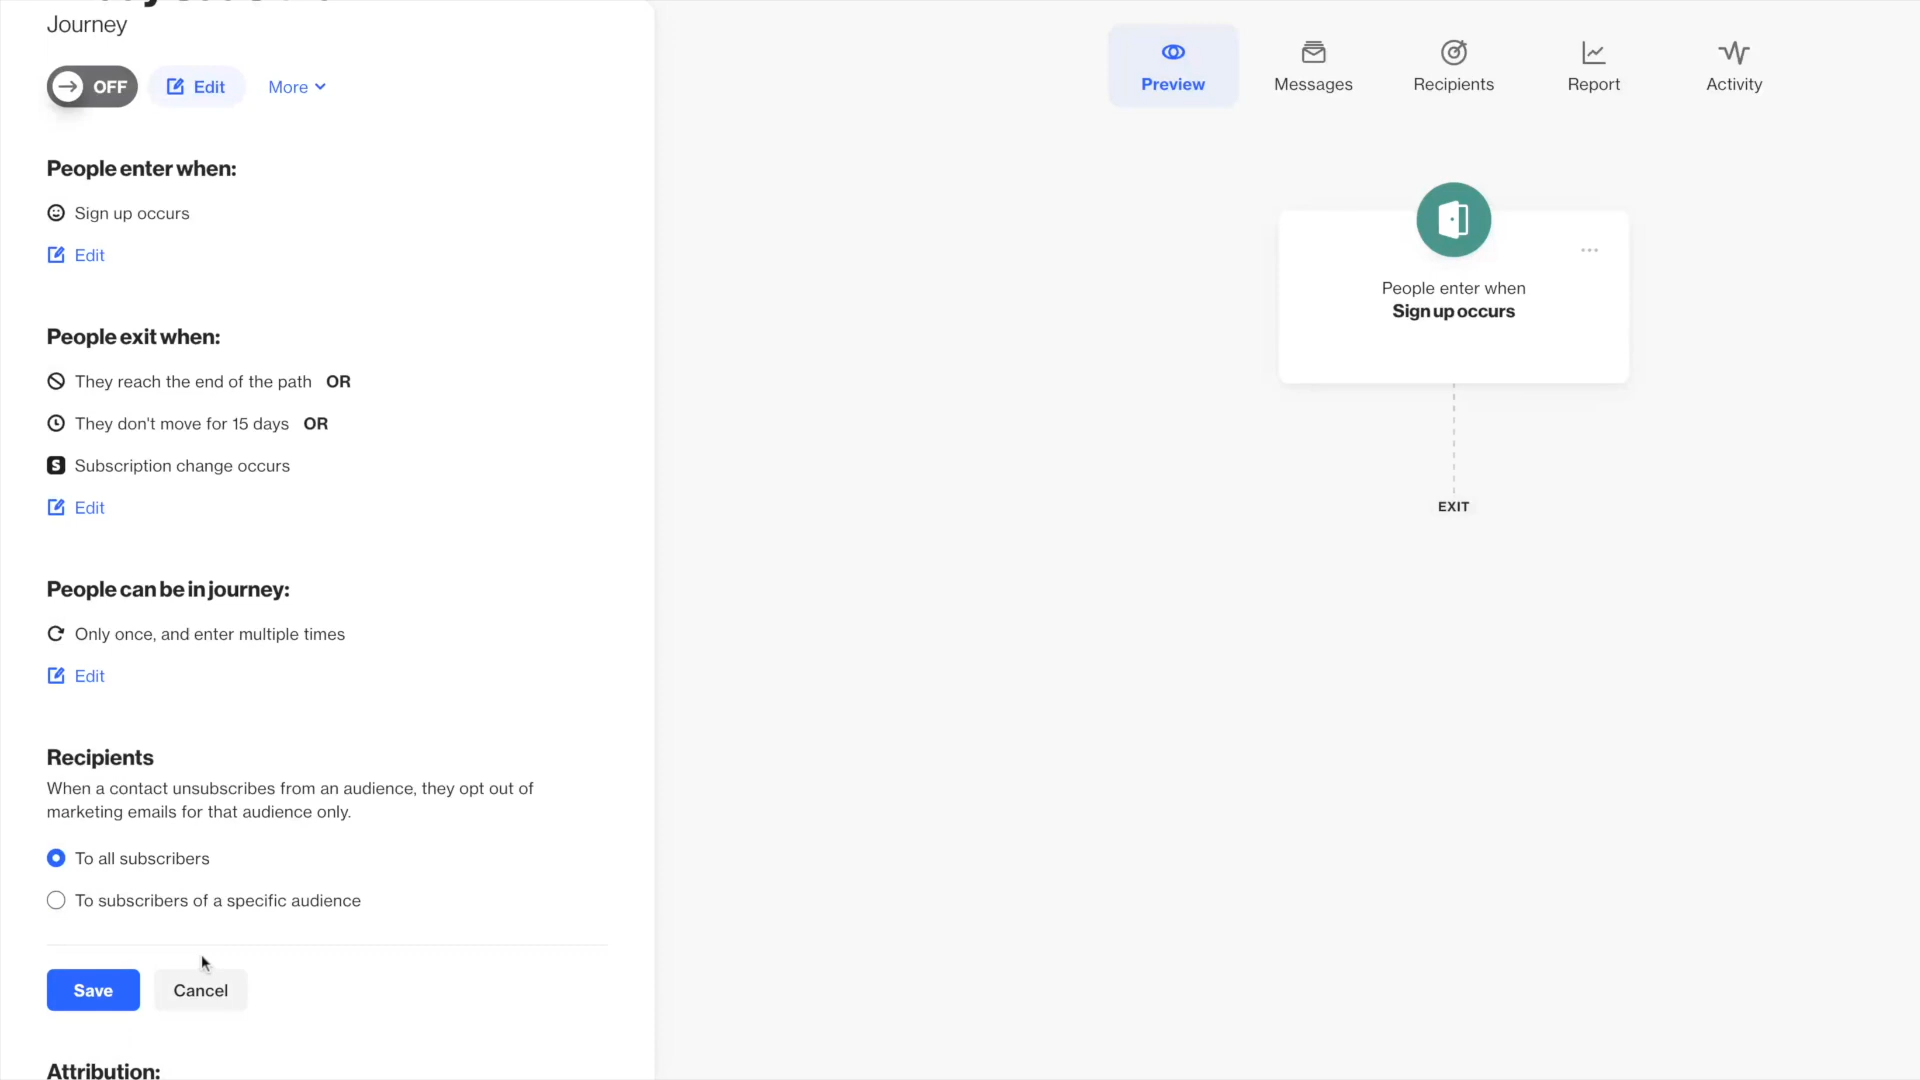 Journey
OFF
Edit
More
People enter when:
Sign up occurs
Edit
People exit when:
They reach the end of the path OR
They don't move for 15 days OR
S Subscription change occurs
Edit
People can be in journey:
Only once, and enter multiple times
Edit
Recipients
When a contact unsubscribes from an audience, they opt out of
marketing emails for that audience only.
To all subscribers
To subscribers of a specific audience
Save
Cancel
Attribution:
Preview
Messages
Recipients
Report
Activity
People enter when
Sign up occurs
EXIT